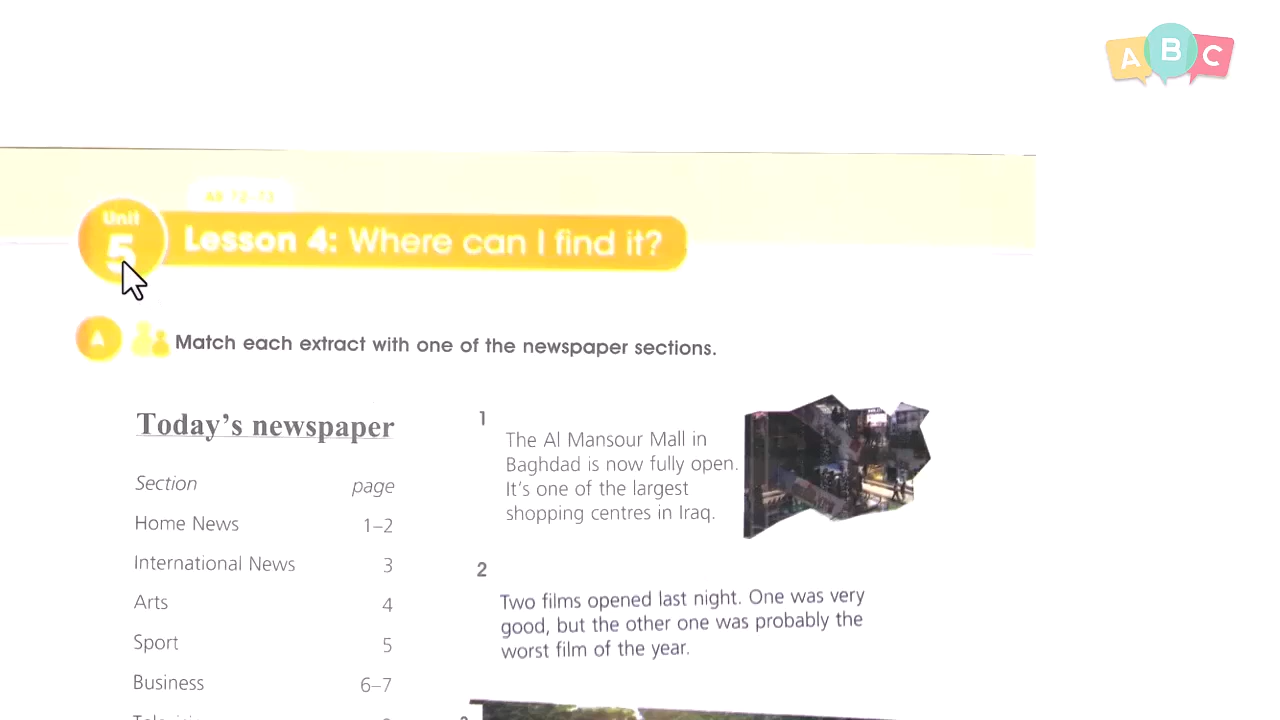 A B C
AB 72-73
Unit
5
Lesson 4: Where can I find it?
A
Match each extract with one of the newspaper sections.
Today's newspaper
Section page
Home News 1–2
International News 3
Arts 4
Sport 5
Business 6–7
1
The Al Mansour Mall in
Baghdad is now fully open.
It's one of the largest
shopping centres in Iraq.
2
Two films opened last night. One was very
good, but the other one was probably the
worst film of the year.